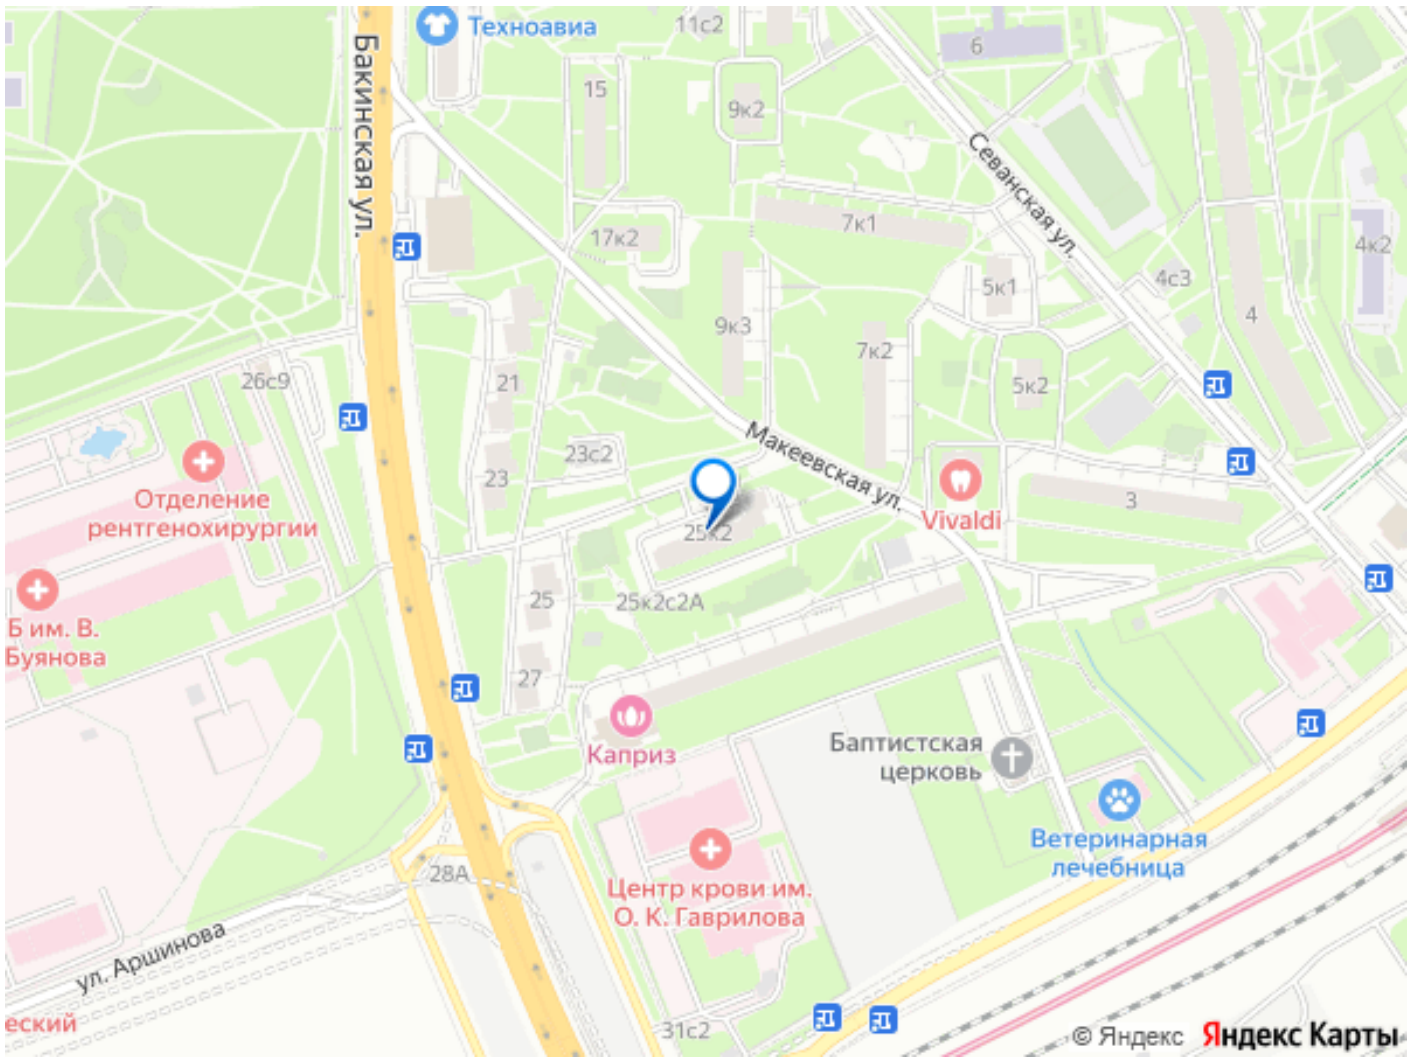 Техноавиа
11с2
6
Бакинская ул.
15
9к2
Севанская ул.
7к1
17к2
4к2
4с3
5к1
4
9к3
7к2
26с9
21
5к2
Макеевская ул.
23с2
23
Отделение
рентгенохирургии
3
Vivaldi
25к2
25
25к2с2А
Б им. В.
Буянова
27
Каприз
Баптистская
церковь
Ветеринарная
лечебница
28А
Центр крови им.
О. К. Гаврилова
ул. Аршинова
еский
31с2
© Яндекс Яндекс Карты